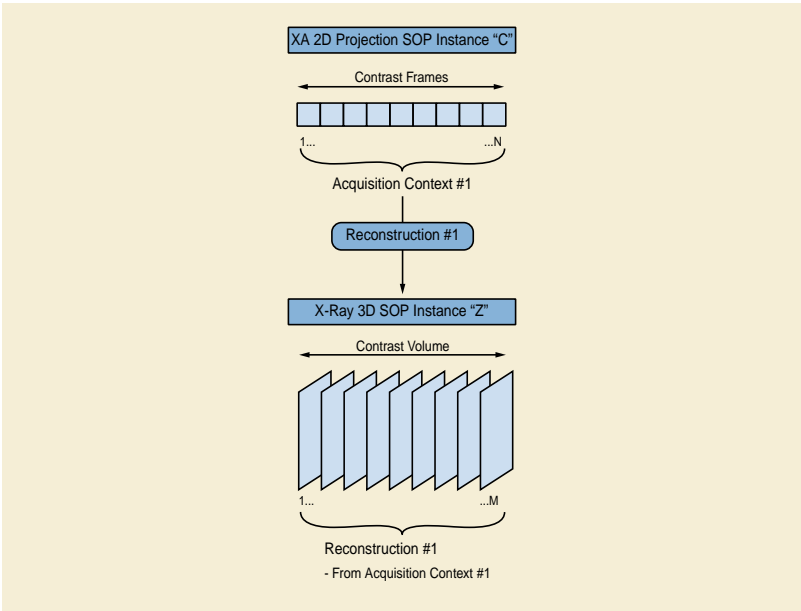 XA 2D Projection SOP Instance “C”
Contrast Frames
1... ...N
Acquisition Context #1
Reconstruction #1
X-Ray 3D SOP Instance “Z”
Contrast Volume
1... ...M
Reconstruction #1
- From Acquisition Context #1